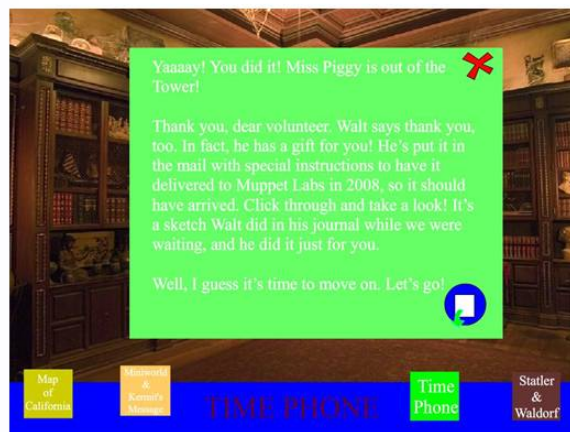 Yaaaay! You did it! Miss Piggy is out of the
Tower!
Thank you, dear volunteer. Walt says thank you,
too. In fact, he has a gift for you! He's put it in
the mail with special instructions to have it
delivered to Muppet Labs in 2008, so it should
have arrived. Click through and take a look! It's
a sketch Walt did in his journal while we were
waiting, and he did it just for you.
Well, I guess it's time to move on. Let's go!
Map
of
California
Miniworld
&
Kermit's
Message
TIME PHONE
Time
Phone
Statler
&
Waldorf